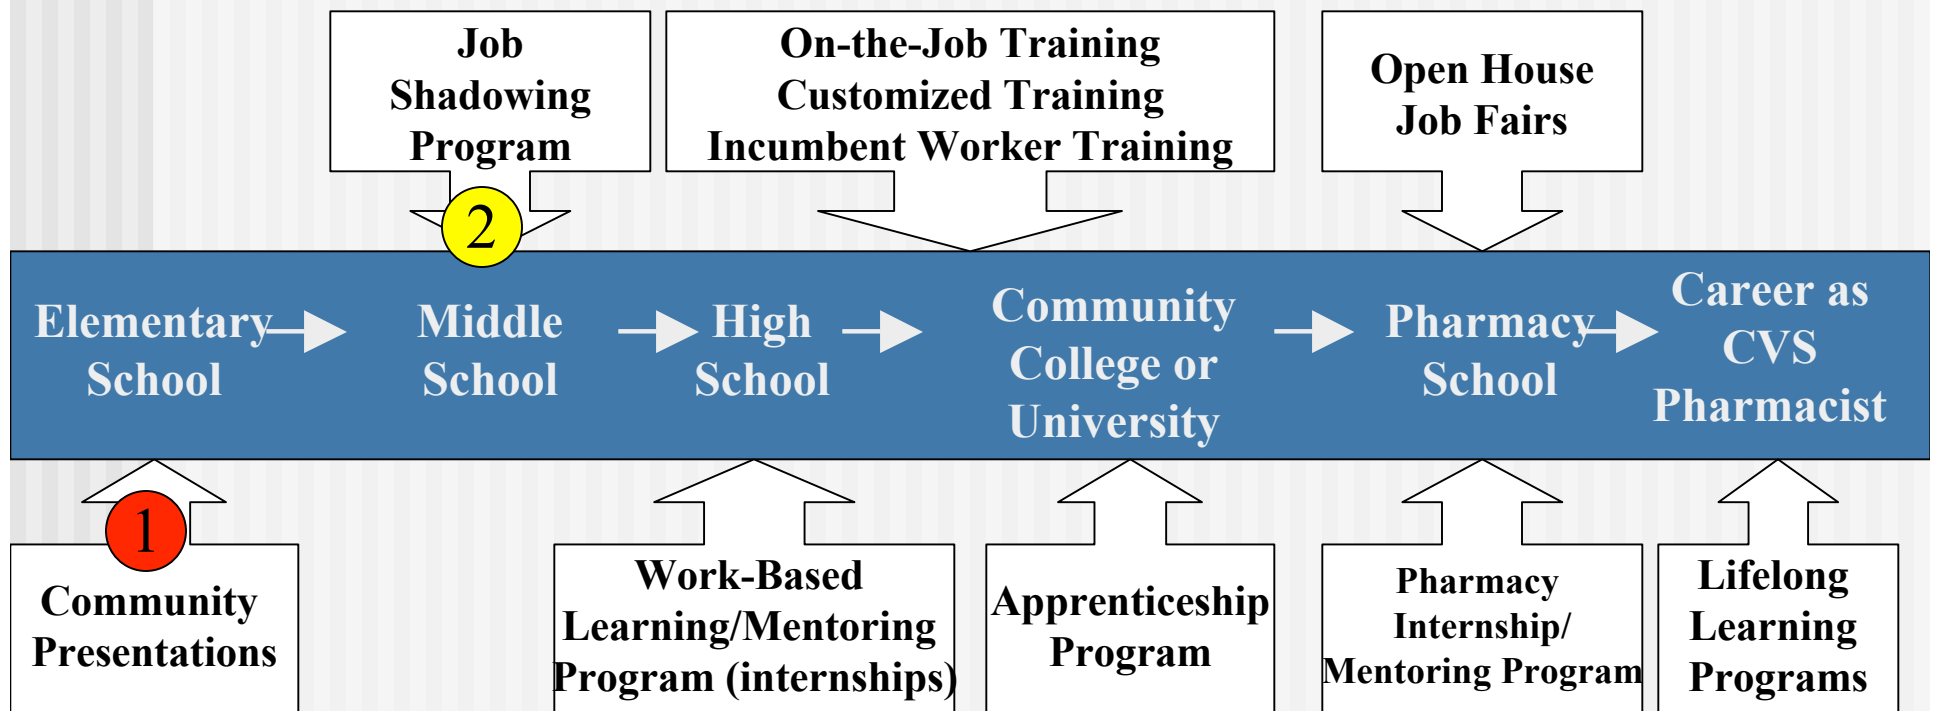 Job
Shadowing
Program
On-the-Job Training
Customized Training
Incumbent Worker Training
Open House
Job Fairs
2
Elementary
School
Middle
School
High
School
Community
College or
University
Pharmacy
School
Career as
CVS
Pharmacist
1
Community
Presentations
Work-Based
Learning/Mentoring
Program (internships)
Apprenticeship
Program
Pharmacy
Internship/
Mentoring Program
Lifelong
Learning
Programs